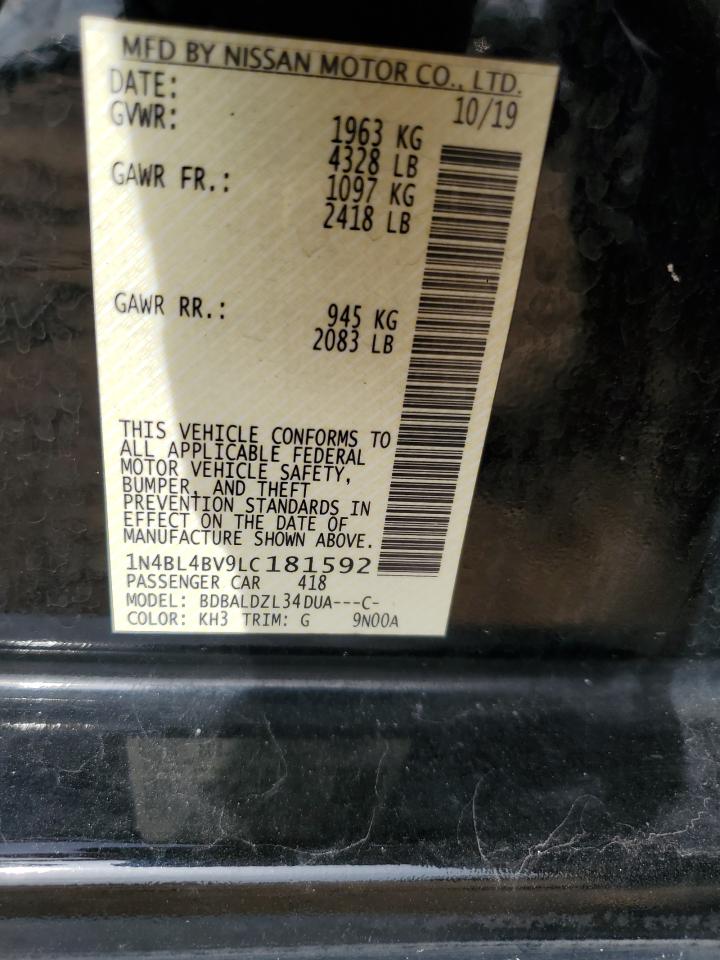 MFD BY NISSAN MOTOR CO., LTD.
DATE: 10/19
GVWR: 1963 KG
4328 LB
GAWR FR.: 1097 KG
2418 LB
GAWR RR.: 945 KG
2083 LB
THIS VEHICLE CONFORMS TO
ALL APPLICABLE FEDERAL
MOTOR VEHICLE SAFETY,
BUMPER, AND THEFT
PREVENTION STANDARDS IN
EFFECT ON THE DATE OF
MANUFACTURE SHOWN ABOVE.
1N4BL4BV9LC181592
PASSENGER CAR 418
MODEL: BDBALDZL34DUA---C-
COLOR: KH3 TRIM: G 9N00A